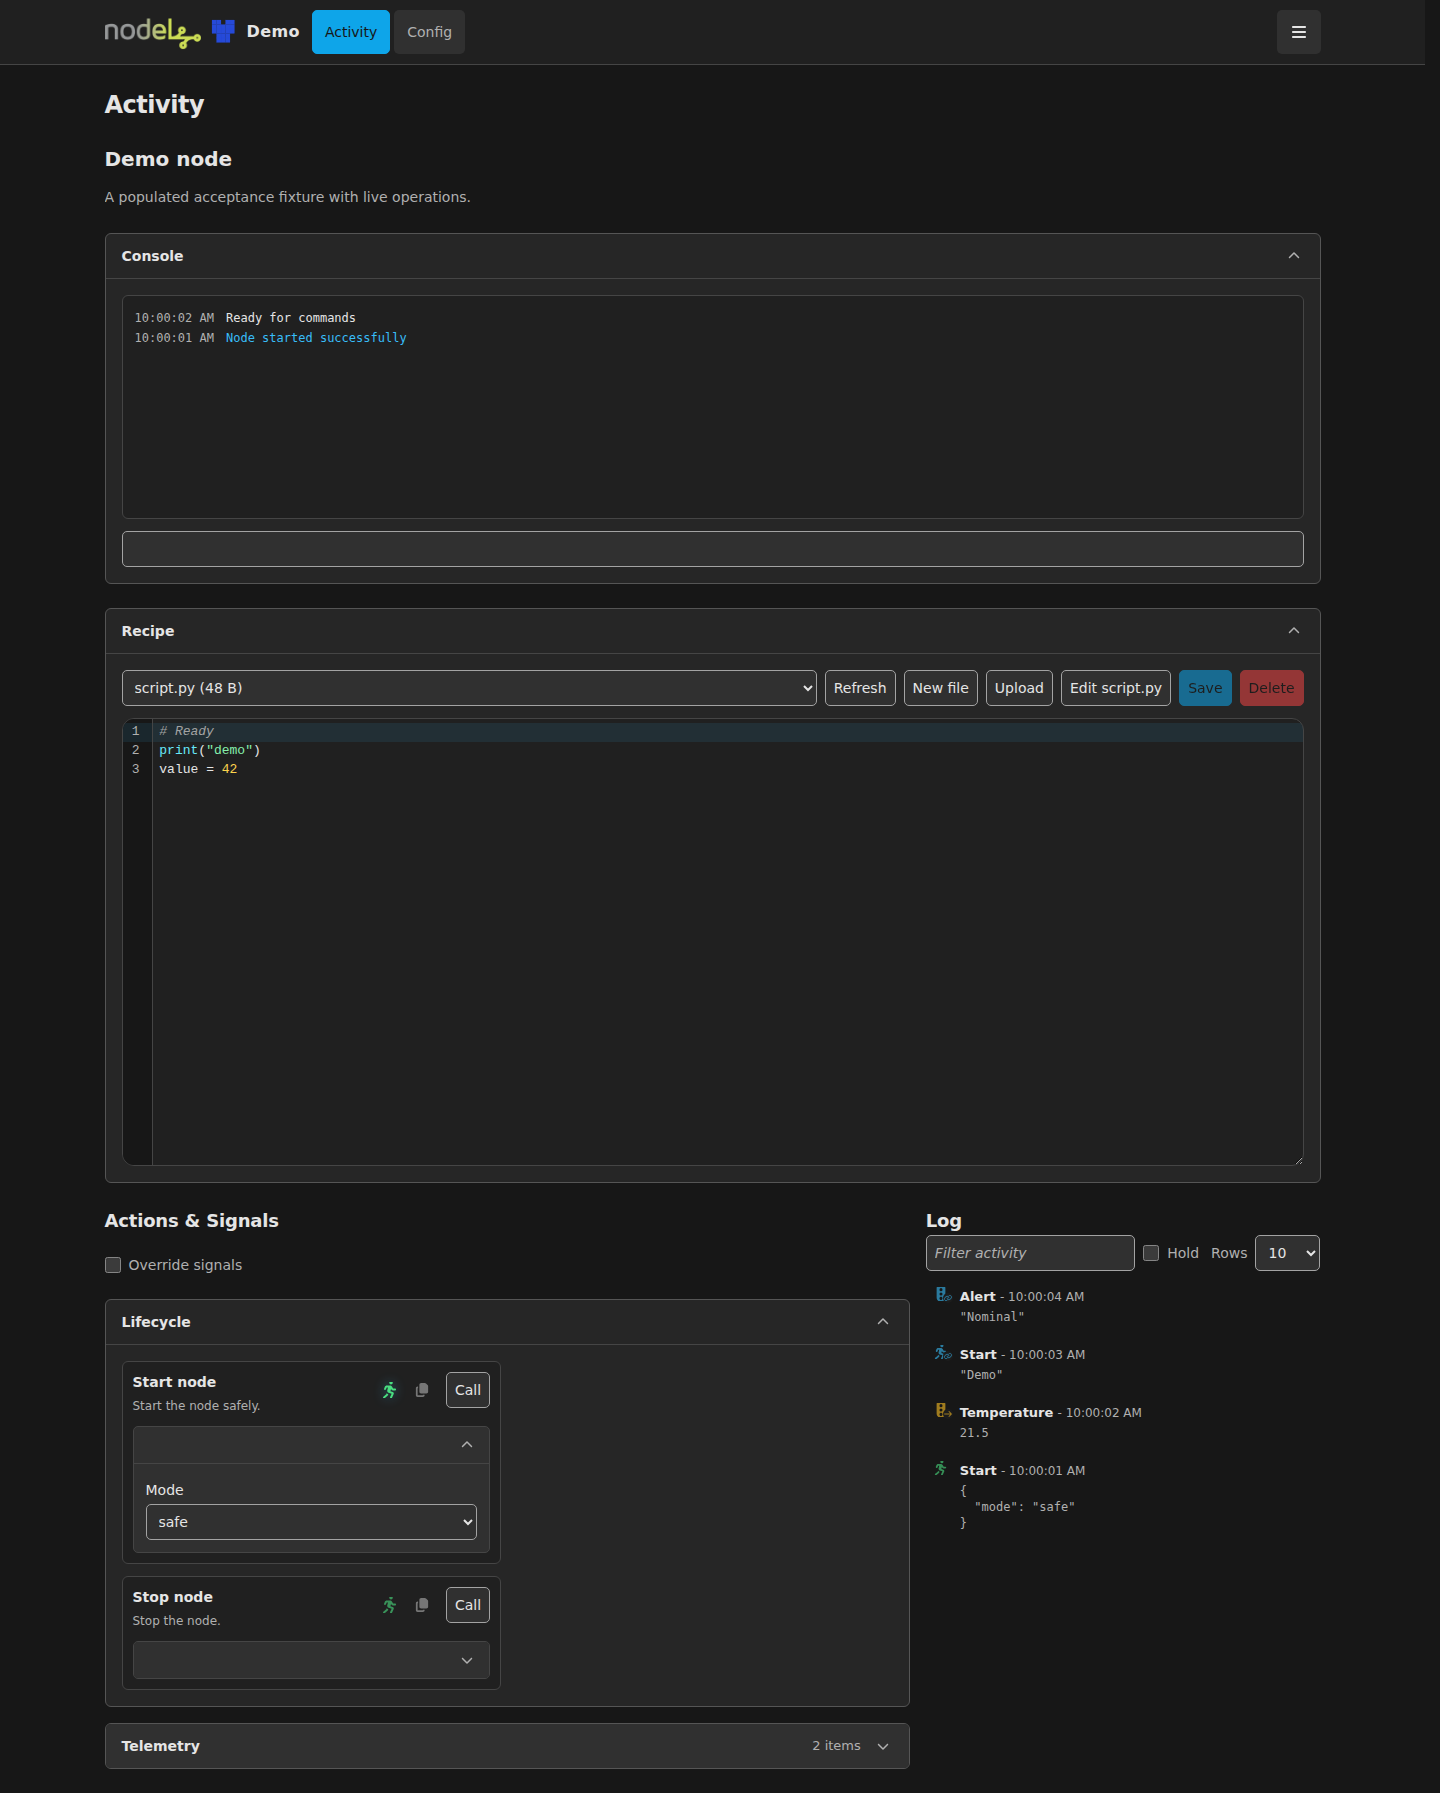 nodel
Demo
Activity
Config
Activity
Demo node
A populated acceptance fixture with live operations.
Console
10:00:02 AM Ready for commands
10:00:01 AM Node started successfully
Recipe
script.py (48 B)
Refresh
New file
Upload
Edit script.py
Save
Delete
1 # Ready
2 print("demo")
3 value = 42
Actions & Signals
Override signals
Lifecycle
Start node
Start the node safely.
Call
Mode
safe
Stop node
Stop the node.
Call
Telemetry
2 items
Log
Filter activity
Hold
Rows
10
Alert - 10:00:04 AM
"Nominal"
Start - 10:00:03 AM
"Demo"
Temperature - 10:00:02 AM
21.5
Start - 10:00:01 AM
{
"mode": "safe"
}